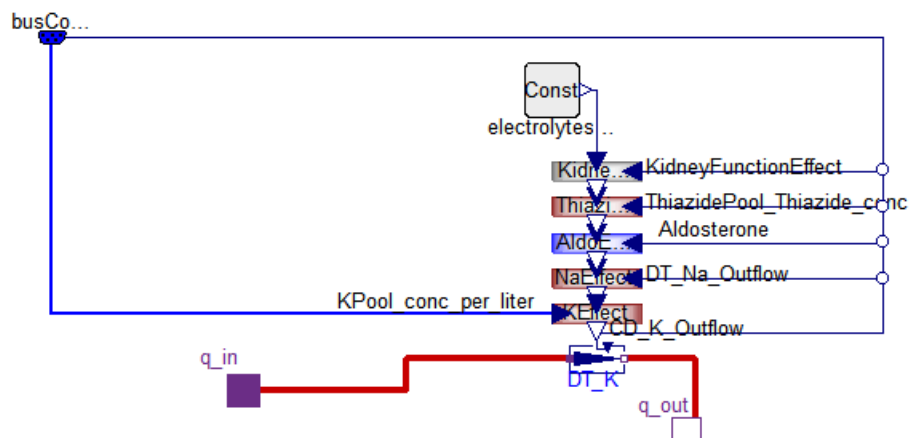 busCo...
Const
electrolytes...
Kidne...
KidneyFunctionEffect
Thiazi...
ThiazidePool_Thiazide_conc
AldoE...
Aldosterone
NaEffect
DT_Na_Outflow
KPool_conc_per_liter
KEffect
CD_K_Outflow
q_in
DT_K
q_out